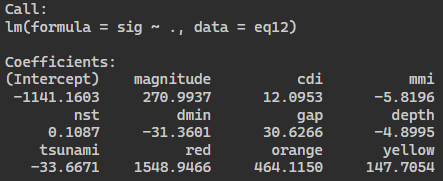 Call:
lm(formula = sig ~ ., data = eq12)
Coefficients:
(Intercept) magnitude cdi mmi
-1141.1603 270.9937 12.0953 -5.8196
nst dmin gap depth
0.1087 -31.3601 30.6266 -4.8995
tsunami red orange yellow
-33.6671 1548.9466 464.1150 147.7054